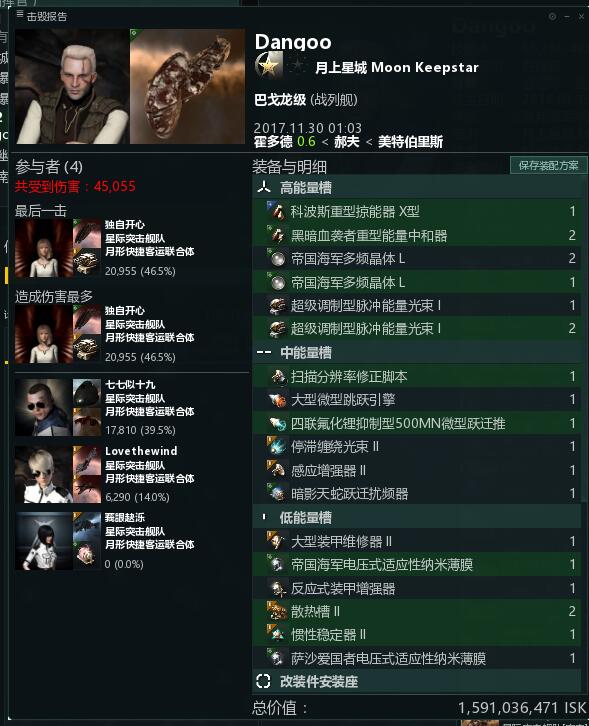 击毁报告
Dangoo
月上星城 Moon Keepstar
巴戈龙级 (战列舰)
2017.11.30 01:03
霍多德 0.6 < 郝夫 < 美特伯里斯
参与者 (4)
共受到伤害：45,055
最后一击
独自开心
星际突击舰队
月形快捷客运联合体
20,955 (46.5%)
造成伤害最多
独自开心
星际突击舰队
月形快捷客运联合体
20,955 (46.5%)
七七似十九
星际突击舰队
月形快捷客运联合体
17,810 (39.5%)
Lovethewind
星际突击舰队
月形快捷客运联合体
6,290 (14.0%)
星际突击舰队
月形快捷客运联合体
0 (0.0%)
装备与明细
保存装配方案
高能量槽
科波斯重型掠能器 X型 1
黑暗血袭者重型能量中和器 2
帝国海军多频晶体 L 2
帝国海军多频晶体 L 1
超级调制型脉冲能量光束 I 1
超级调制型脉冲能量光束 I 2
中能量槽
扫描分辨率修正脚本 1
大型微型跳跃引擎 1
四联氟化锂抑制型500MN微型跃迁推 1
停滞缠绕光束 II 1
感应增强器 II 1
暗影天蛇跃迁扰频器 1
低能量槽
大型装甲维修器 II 1
帝国海军电压式适应性纳米薄膜 1
反应式装甲增强器 1
散热槽 II 2
惯性稳定器 II 1
萨沙爱国者电压式适应性纳米薄膜 1
改装件安装座
总价值： 1,591,036,471 ISK